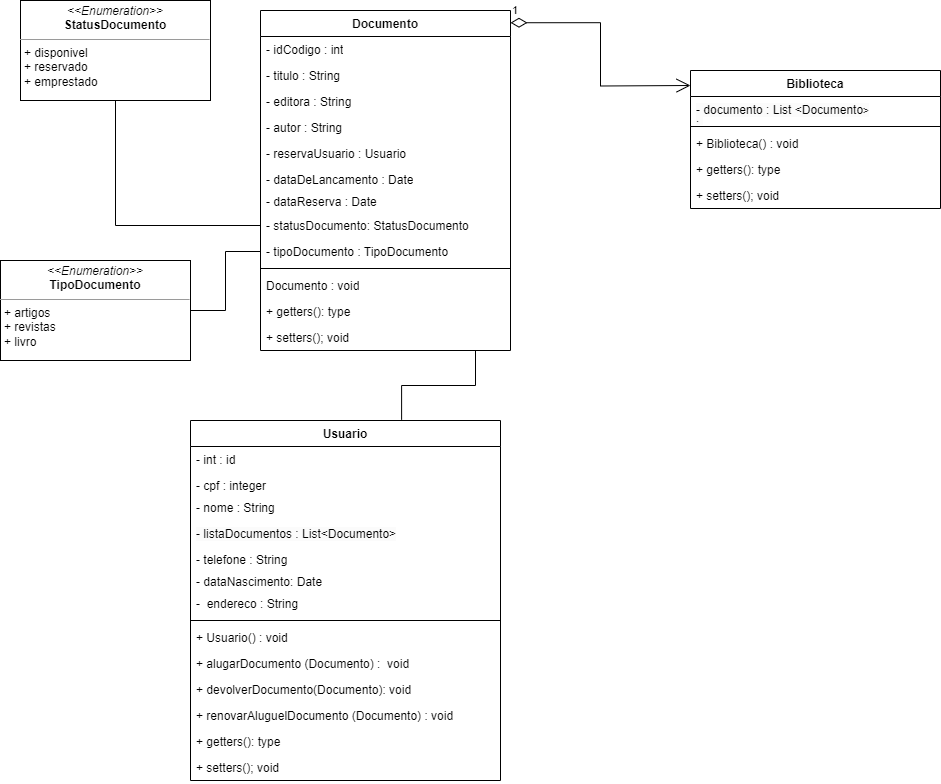 <<Enumeration>>
StatusDocumento
+ disponivel
+ reservado
+ emprestado
Documento
- idCodigo : int
- titulo : String
- editora : String
- autor : String
- reservaUsuario : Usuario
- dataDeLancamento : Date
- dataReserva : Date
- statusDocumento: StatusDocumento
- tipoDocumento : TipoDocumento
Documento : void
+ getters(): type
+ setters(); void
1
Biblioteca
- documento : List <Documento>
.
+ Biblioteca() : void
+ getters(): type
+ setters(); void
<<Enumeration>>
TipoDocumento
+ artigos
+ revistas
+ livro
Usuario
- int : id
- cpf : integer
- nome : String
- listaDocumentos : List<Documento>
- telefone : String
- dataNascimento: Date
- endereco : String
+ Usuario() : void
+ alugarDocumento (Documento) : void
+ devolverDocumento(Documento): void
+ renovarAluguelDocumento (Documento) : void
+ getters(): type
+ setters(); void